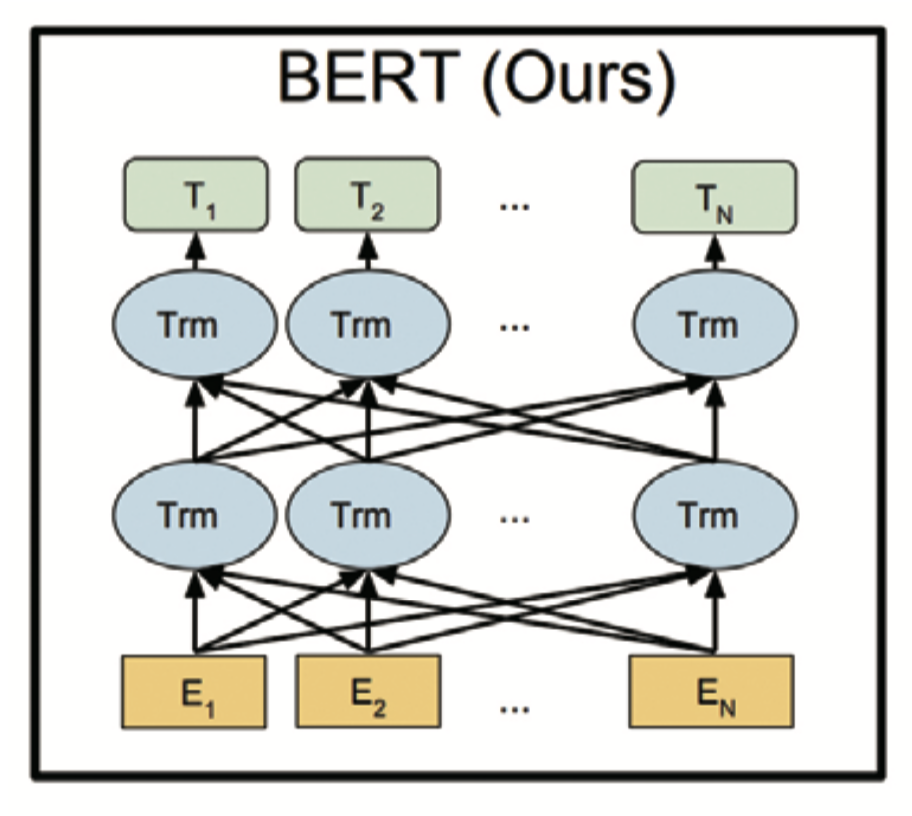 BERT (Ours)
T1 T2 ... TN
Trm Trm ... Trm
Trm Trm ... Trm
E1 E2 ... EN